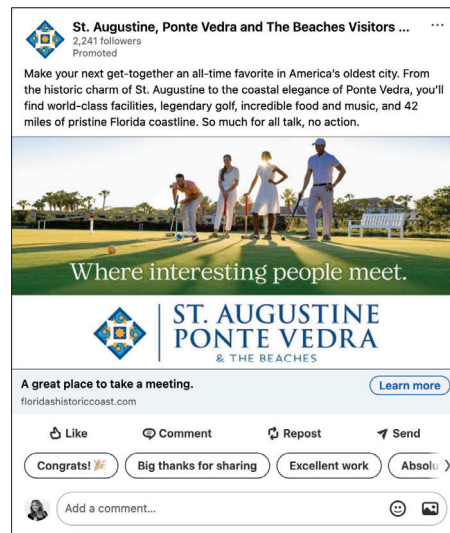 St. Augustine, Ponte Vedra and The Beaches Visitors ...
2,241 followers
Promoted
Make your next get-together an all-time favorite in America's oldest city. From
the historic charm of St. Augustine to the coastal elegance of Ponte Vedra, you'll
find world-class facilities, legendary golf, incredible food and music, and 42
miles of pristine Florida coastline. So much for all talk, no action.
Where interesting people meet.
ST. AUGUSTINE
PONTE VEDRA
& THE BEACHES
A great place to take a meeting.
Learn more
floridashistoriccoast.com
Like Comment Repost Send
Congrats! 🎉 Big thanks for sharing Excellent work Absolu
Add a comment...